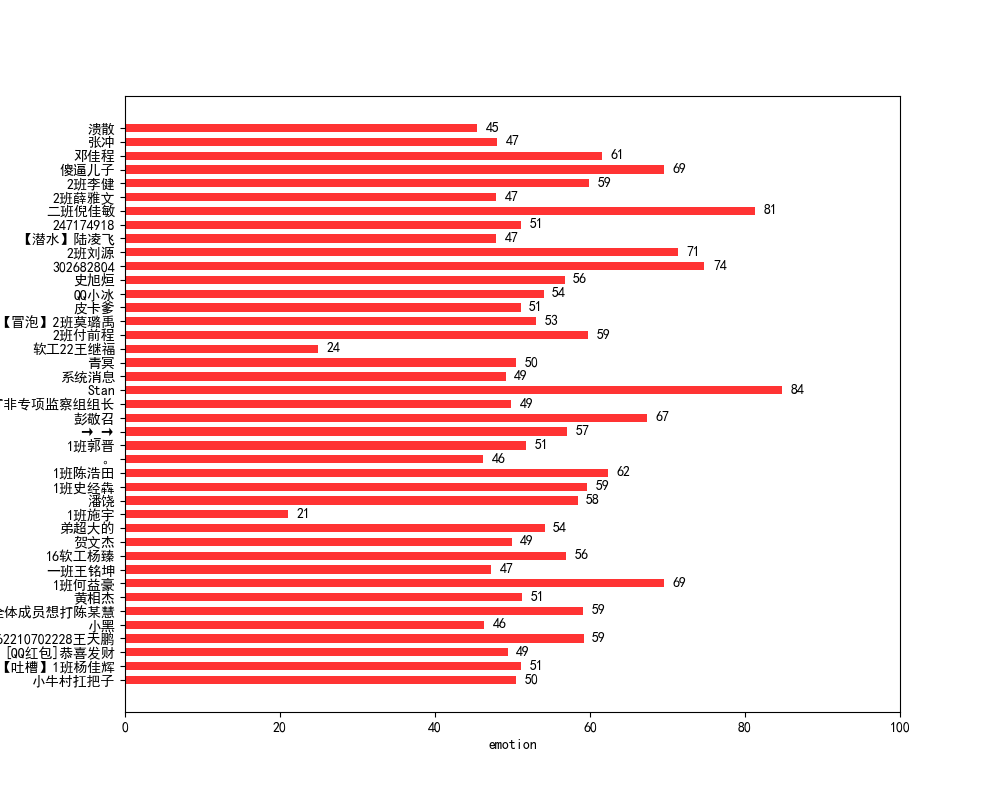 溃散 45
张冲 47
邓佳程 61
傻逼儿子 69
2班李健 59
2班薛雅文 47
二班倪佳敏 81
247174918 51
【潜水】陆凌飞 47
2班刘源 71
302682804 74
史旭烜 56
QQ小冰 54
皮卡爹 51
【冒泡】2班莫璐禹 53
2班付前程 59
软工22王继福 24
青冥 50
系统消息 49
Stan 84
非专项监察组组长 49
彭敬召 67
→_→ 57
1班郭晋 51
。 46
1班陈浩田 62
1班史经犇 59
潘饶 58
1班施宇 21
弟超大的 54
贺文杰 49
16软工杨臻 56
一班王铭坤 47
1班何益豪 69
黄相杰 51
全体成员想打陈某慧 59
小黑 46
62210702228王天鹏 59
[QQ红包]恭喜发财 49
【吐槽】1班杨佳辉 51
小牛村扛把子 50
0 20 40 60 80 100
emotion